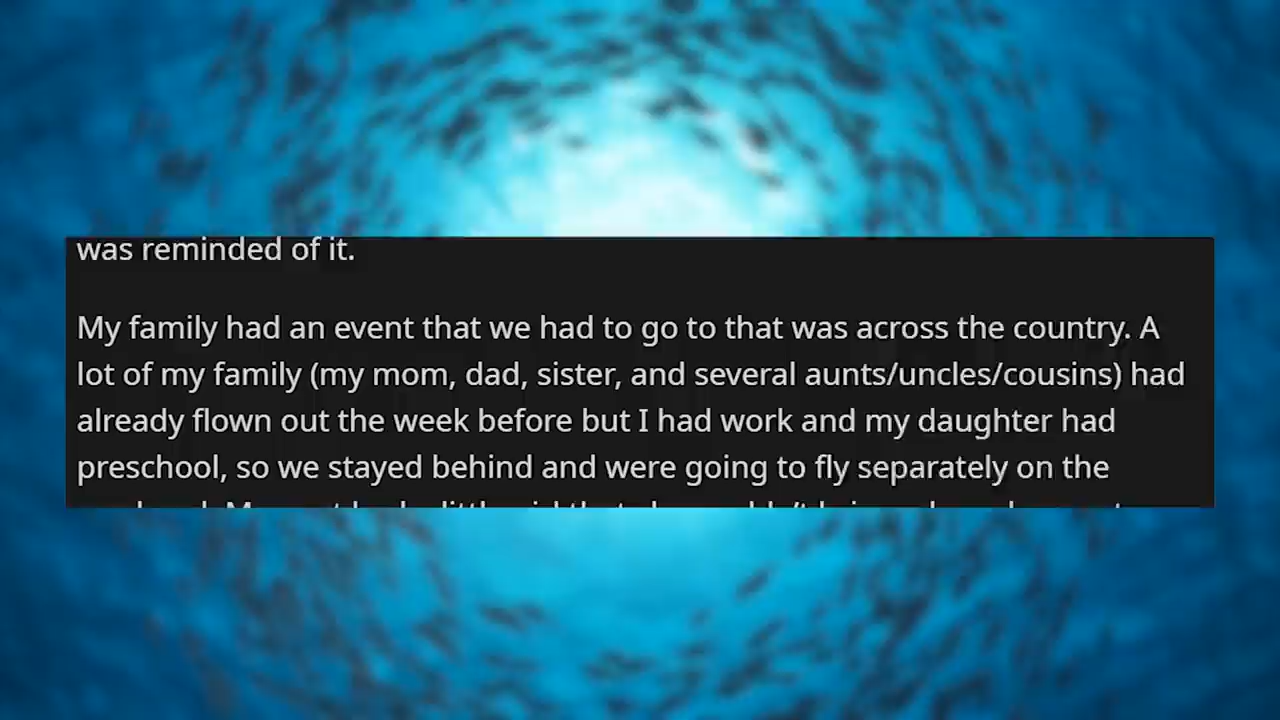 was reminded of it.
My family had an event that we had to go to that was across the country. A
lot of my family (my mom, dad, sister, and several aunts/uncles/cousins) had
already flown out the week before but I had work and my daughter had
preschool, so we stayed behind and were going to fly separately on the